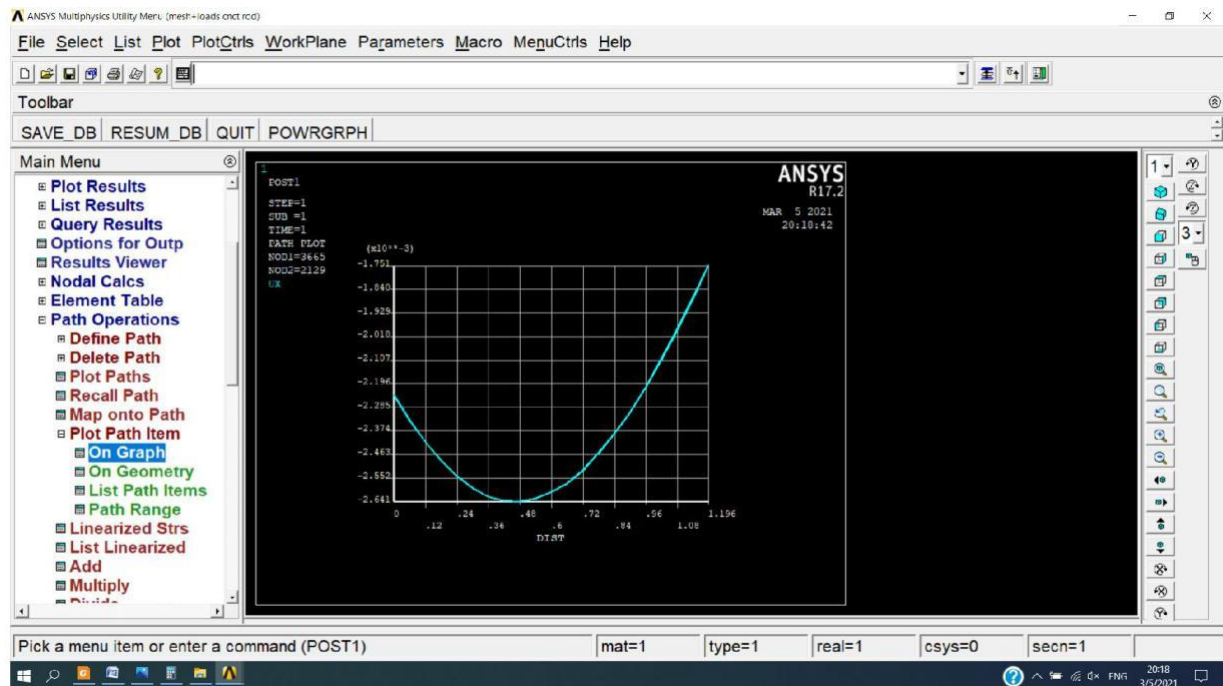 ANSYS Multiphysics Utility Menu (mesh+loads cnct rod)
File Select List Plot PlotCtrls WorkPlane Parameters Macro MenuCtrls Help
Toolbar
SAVE_DB RESUM_DB QUIT POWRGRPH
Main Menu
Plot Results
List Results
Query Results
Options for Outp
Results Viewer
Nodal Calcs
Element Table
Path Operations
Define Path
Delete Path
Plot Paths
Recall Path
Map onto Path
Plot Path Item
On Graph
On Geometry
List Path Items
Path Range
Linearized Strs
List Linearized
Add
Multiply
Divide
1
POST1
STEP=1
SUB =1
TIME=1
PATH PLOT
NOD1=3665
NOD2=2129
UX
ANSYS
R17.2
MAR 5 2021
20:18:42
(x10**-3)
-1.751
-1.840
-1.929
-2.018
-2.107
-2.196
-2.285
-2.374
-2.463
-2.552
-2.641
0 .24 .48 .72 .96 1.196
.12 .36 .6 .84 1.08
DIST
1
3
Pick a menu item or enter a command (POST1) mat=1 type=1 real=1 csys=0 secn=1
ENG
20:18
3/5/2021